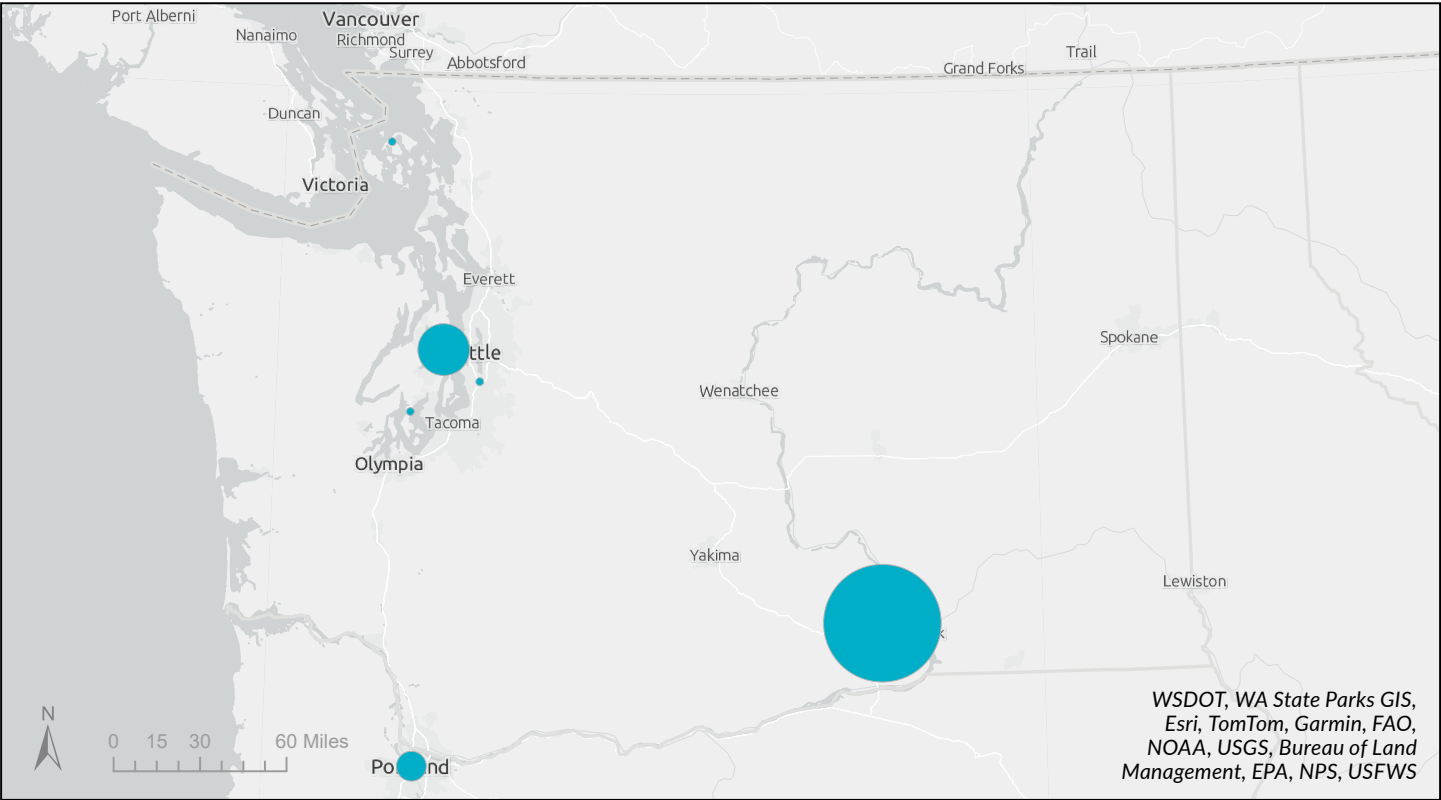 Port Alberni
Vancouver
Nanaimo
Richmond
Surrey
Abbotsford
Trail
Grand Forks
Duncan
Victoria
Everett
ttle
Spokane
Wenatchee
Tacoma
Olympia
Yakima
Lewiston
k
N
0 15 30 60 Miles
Po nd
WSDOT, WA State Parks GIS,
Esri, TomTom, Garmin, FAO,
NOAA, USGS, Bureau of Land
Management, EPA, NPS, USFWS